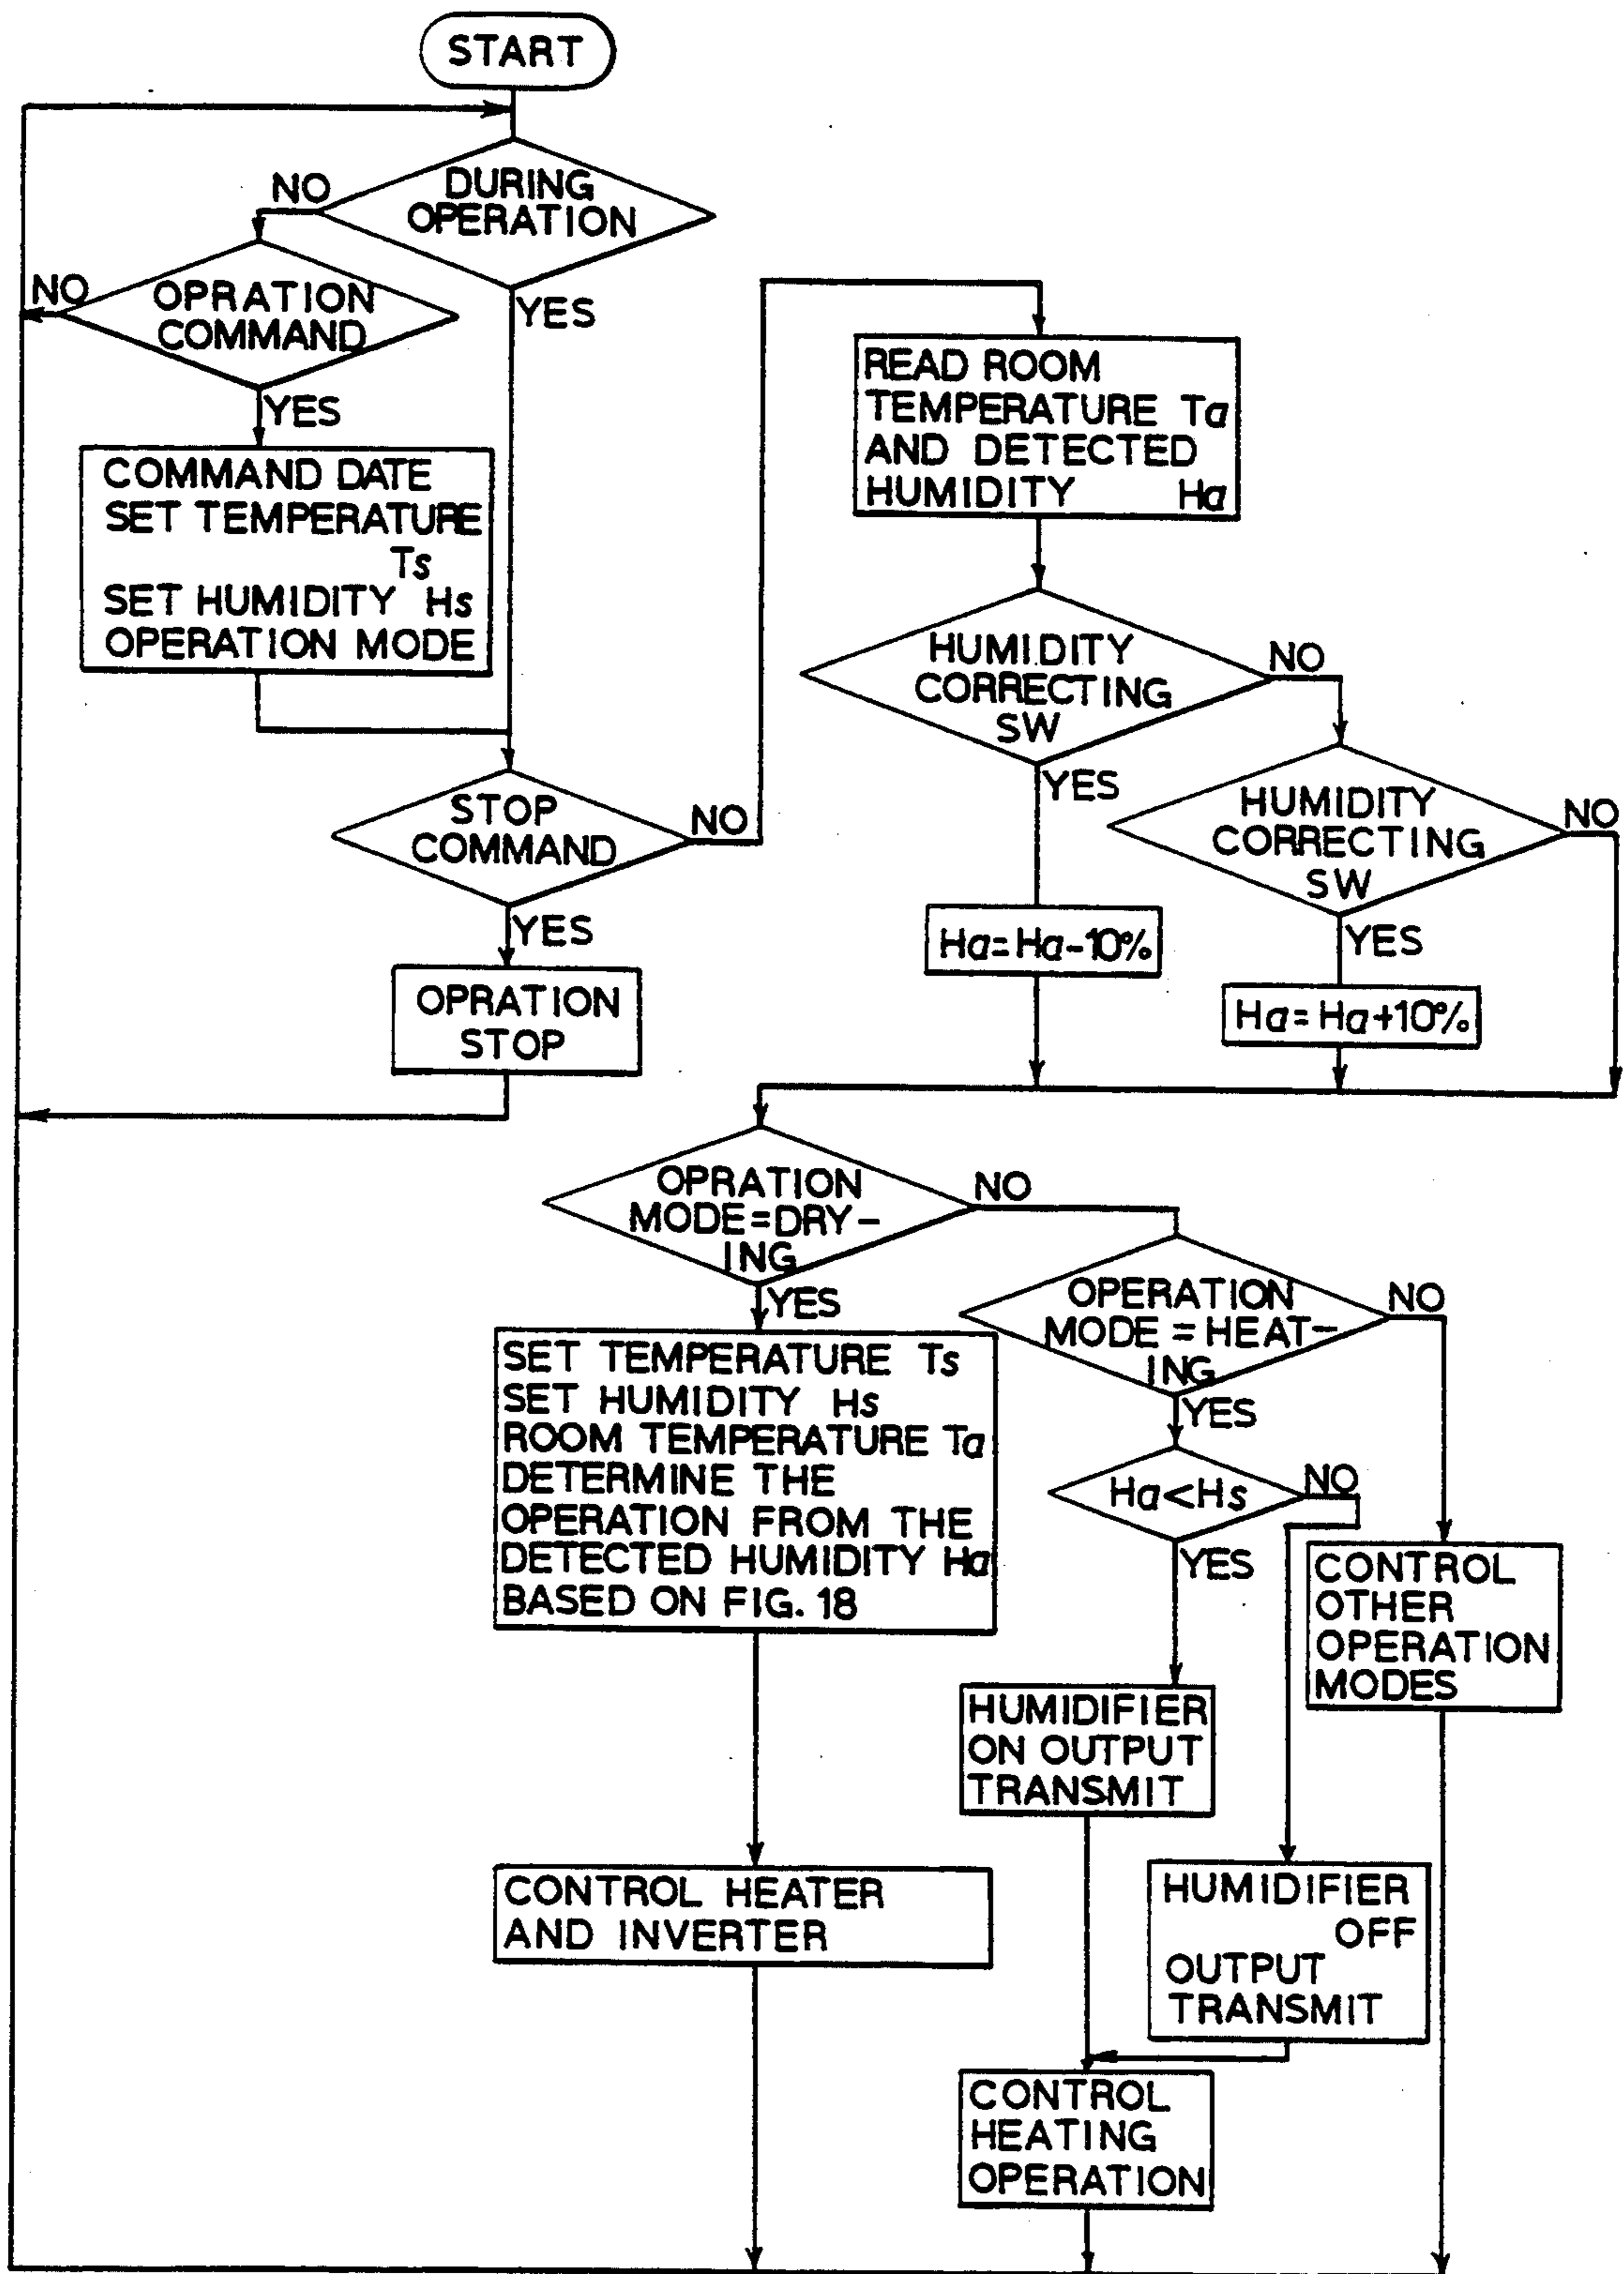 START
DURING
OPERATION
NO
YES
OPRATION
COMMAND
NO
YES
COMMAND DATE
SET TEMPERATURE
Ts
SET HUMIDITY Hs
OPERATION MODE
STOP
COMMAND
NO
YES
OPRATION
STOP
READ ROOM
TEMPERATURE Ta
AND DETECTED
HUMIDITY Ha
HUMIDITY
CORRECTING
SW
NO
YES
HUMIDITY
CORRECTING
SW
NO
YES
Ha=Ha-10%
Ha=Ha+10%
OPRATION
MODE=DRY-
ING
NO
YES
SET TEMPERATURE Ts
SET HUMIDITY Hs
ROOM TEMPERATURE Ta
DETERMINE THE
OPERATION FROM THE
DETECTED HUMIDITY Ha
BASED ON FIG. 18
CONTROL HEATER
AND INVERTER
OPERATION
MODE = HEAT-
ING
NO
YES
Ha<Hs
NO
YES
CONTROL
OTHER
OPERATION
MODES
HUMIDIFIER
ON OUTPUT
TRANSMIT
HUMIDIFIER
OFF
OUTPUT
TRANSMIT
CONTROL
HEATING
OPERATION